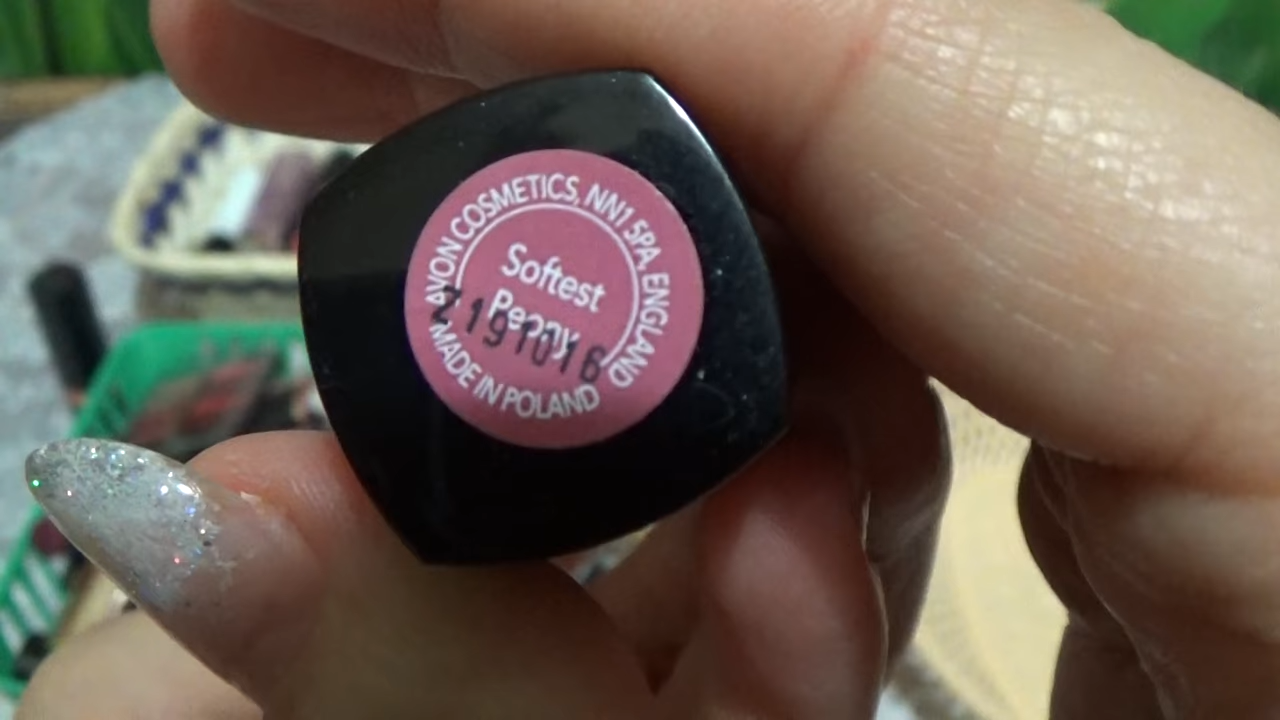 AVON COSMETICS, NN1 5PA, ENGLAND
Softest
Peony
Z191016
MADE IN POLAND